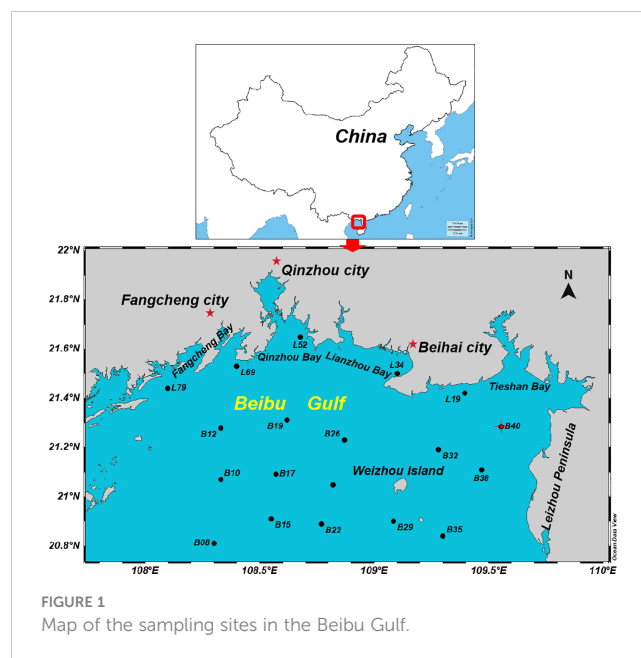 China
22°N
Qinzhou city
N
21.8°N
Fangcheng city
Fangcheng Bay
L52
21.6°N
Beihai city
Qinzhou Bay
Lianzhou Bay
L34
L69
Tieshan Bay
L79
L19
21.4°N
Beibu Gulf
B19
B12
B26
B40
21.2°N
B32
B10
B17
Weizhou Island
B38
Leizhou Peninsula
21°N
B15
B22
B29
B35
B08
20.8°N
Ocean Data View
108°E
108.5°E
109°E
109.5°E
110°E
FIGURE 1
Map of the sampling sites in the Beibu Gulf.